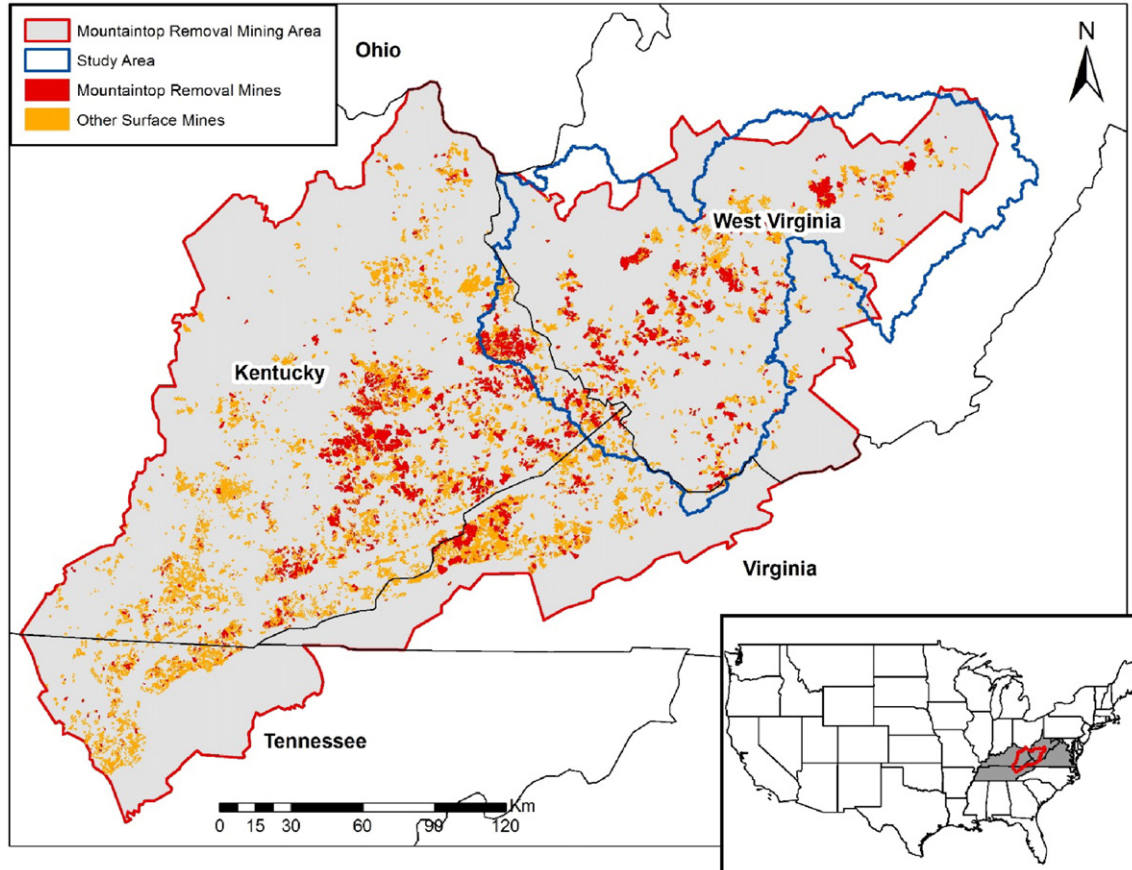 Mountaintop Removal Mining Area
Study Area
Mountaintop Removal Mines
Other Surface Mines
Ohio
N
West Virginia
Kentucky
Virginia
Tennessee
Km
0 15 30 60 90 120